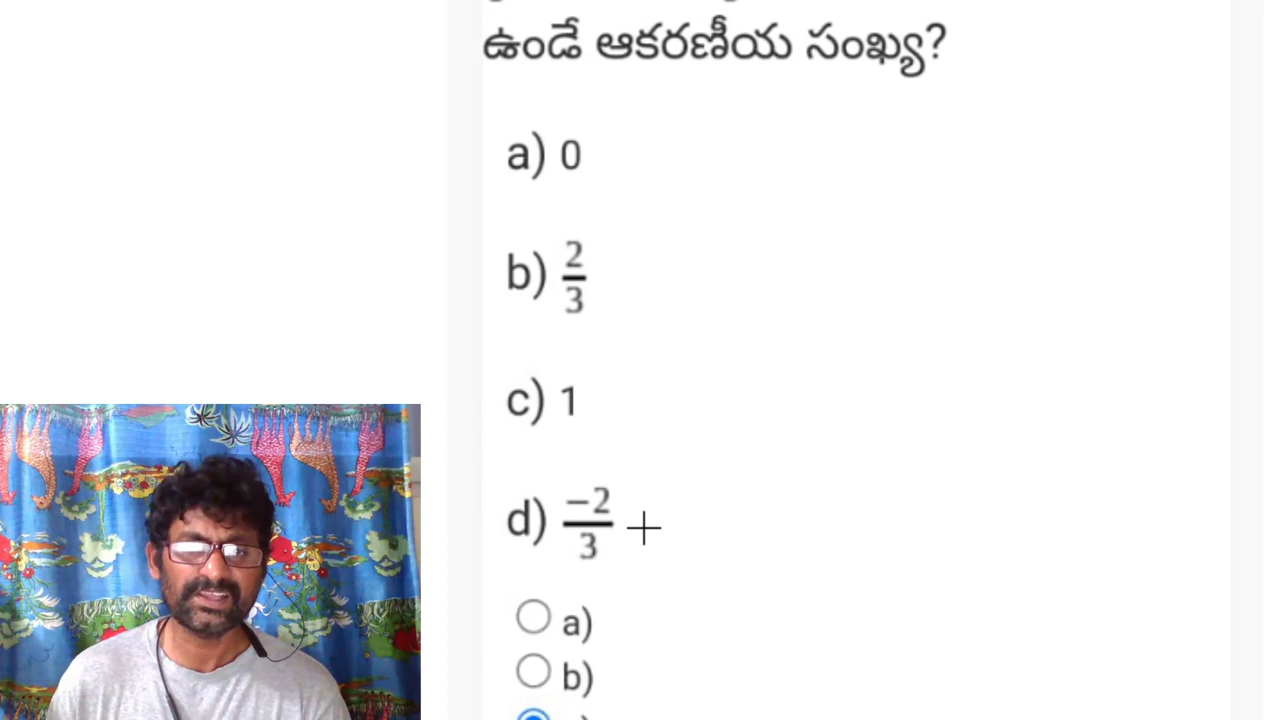 ఉండే ఆకరణీయ సంఖ్య?
a) 0
b) 2/3
c) 1
d) -2/3
a)
b)